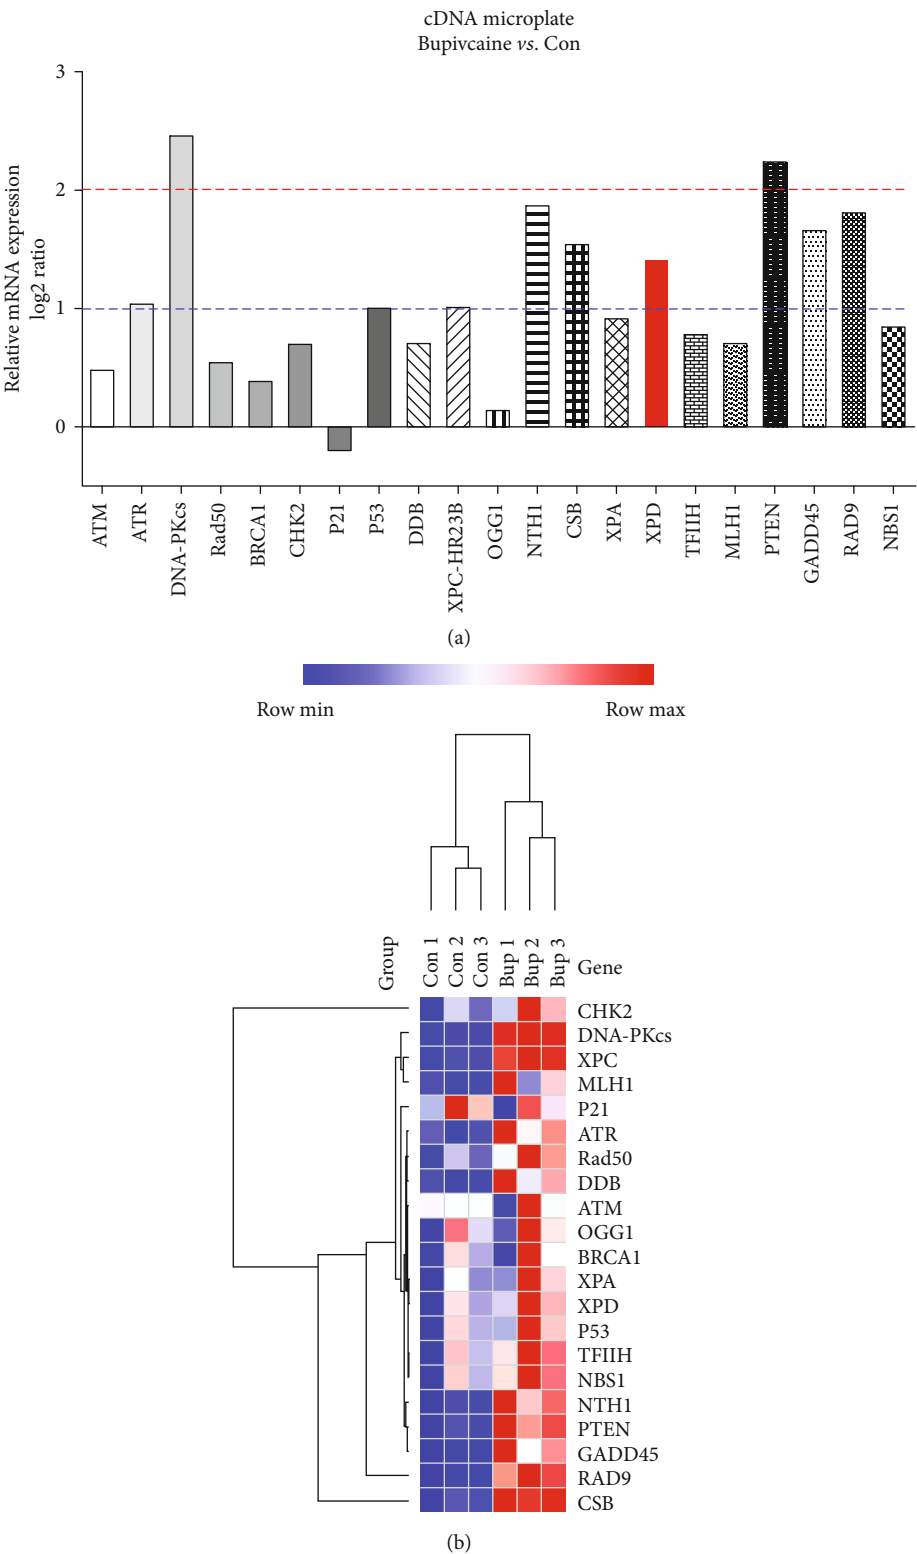 cDNA microplate
Bupivcaine vs. Con
Relative mRNA expression
log2 ratio
3
2
1
0
ATM
ATR
DNA-PKcs
Rad50
BRCA1
CHK2
P21
P53
DDB
XPC-HR23B
OGG1
NTH1
CSB
XPA
XPD
TFIIH
MLH1
PTEN
GADD45
RAD9
NBS1
(a)
Row min
Row max
Group
Con 1
Con 2
Con 3
Bup 1
Bup 2
Bup 3
Gene
CHK2
DNA-PKcs
XPC
MLH1
P21
ATR
Rad50
DDB
ATM
OGG1
BRCA1
XPA
XPD
P53
TFIIH
NBS1
NTH1
PTEN
GADD45
RAD9
CSB
(b)